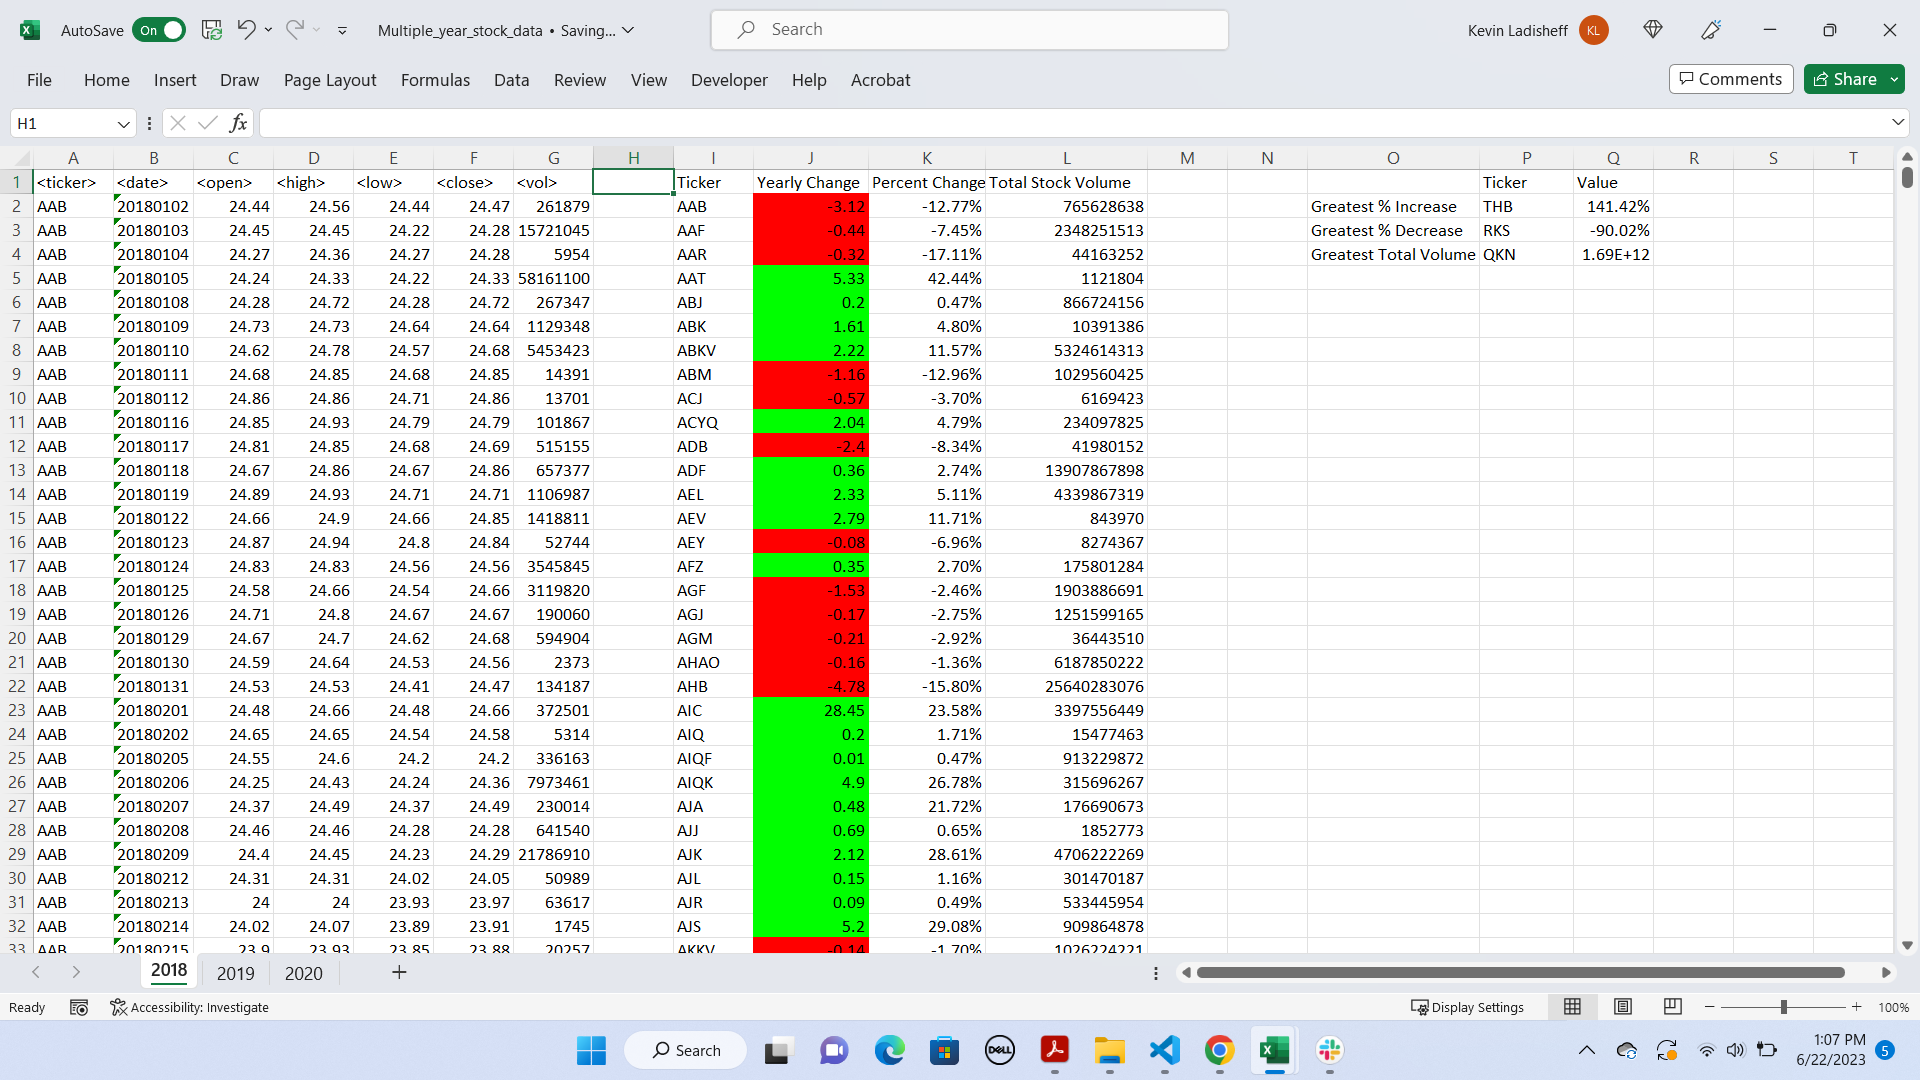 AutoSave On Multiple_year_stock_data • Saving... Search Kevin Ladisheff KL
File Home Insert Draw Page Layout Formulas Data Review View Developer Help Acrobat Comments Share
H1 fx
A B C D E F G H I J K L M N O P Q R S T
1 <ticker> <date> <open> <high> <low> <close> <vol> Ticker Yearly Change Percent Change Total Stock Volume Ticker Value
2 AAB 20180102 24.44 24.56 24.44 24.47 261879 AAB -3.12 -12.77% 765628638 Greatest % Increase THB 141.42%
3 AAB 20180103 24.45 24.45 24.22 24.28 15721045 AAF -0.44 -7.45% 2348251513 Greatest % Decrease RKS -90.02%
4 AAB 20180104 24.27 24.36 24.27 24.28 5954 AAR -0.32 -17.11% 44163252 Greatest Total Volume QKN 1.69E+12
5 AAB 20180105 24.24 24.33 24.22 24.33 58161100 AAT 5.33 42.44% 1121804
6 AAB 20180108 24.28 24.72 24.28 24.72 267347 ABJ 0.2 0.47% 866724156
7 AAB 20180109 24.73 24.73 24.64 24.64 1129348 ABK 1.61 4.80% 10391386
8 AAB 20180110 24.62 24.78 24.57 24.68 5453423 ABKV 2.22 11.57% 5324614313
9 AAB 20180111 24.68 24.85 24.68 24.85 14391 ABM -1.16 -12.96% 1029560425
10 AAB 20180112 24.86 24.86 24.71 24.86 13701 ACJ -0.57 -3.70% 6169423
11 AAB 20180116 24.85 24.93 24.79 24.79 101867 ACYQ 2.04 4.79% 234097825
12 AAB 20180117 24.81 24.85 24.68 24.69 515155 ADB -2.4 -8.34% 41980152
13 AAB 20180118 24.67 24.86 24.67 24.86 657377 ADF 0.36 2.74% 13907867898
14 AAB 20180119 24.89 24.93 24.71 24.71 1106987 AEL 2.33 5.11% 4339867319
15 AAB 20180122 24.66 24.9 24.66 24.85 1418811 AEV 2.79 11.71% 843970
16 AAB 20180123 24.87 24.94 24.8 24.84 52744 AEY -0.08 -6.96% 8274367
17 AAB 20180124 24.83 24.83 24.56 24.56 3545845 AFZ 0.35 2.70% 175801284
18 AAB 20180125 24.58 24.66 24.54 24.66 3119820 AGF -1.53 -2.46% 1903886691
19 AAB 20180126 24.71 24.8 24.67 24.67 190060 AGJ -0.17 -2.75% 1251599165
20 AAB 20180129 24.67 24.7 24.62 24.68 594904 AGM -0.21 -2.92% 36443510
21 AAB 20180130 24.59 24.64 24.53 24.56 2373 AHAO -0.16 -1.36% 6187850222
22 AAB 20180131 24.53 24.53 24.41 24.47 134187 AHB -4.78 -15.80% 25640283076
23 AAB 20180201 24.48 24.66 24.48 24.66 372501 AIC 28.45 23.58% 3397556449
24 AAB 20180202 24.65 24.65 24.54 24.58 5314 AIQ 0.2 1.71% 15477463
25 AAB 20180205 24.55 24.6 24.2 24.2 336163 AIQF 0.01 0.47% 913229872
26 AAB 20180206 24.25 24.43 24.24 24.36 7973461 AIQK 4.9 26.78% 315696267
27 AAB 20180207 24.37 24.49 24.37 24.49 230014 AJA 0.48 21.72% 176690673
28 AAB 20180208 24.46 24.46 24.28 24.28 641540 AJJ 0.69 0.65% 1852773
29 AAB 20180209 24.4 24.45 24.23 24.29 21786910 AJK 2.12 28.61% 4706222269
30 AAB 20180212 24.31 24.31 24.02 24.05 50989 AJL 0.15 1.16% 301470187
31 AAB 20180213 24 24 23.93 23.97 63617 AJR 0.09 0.49% 533445954
32 AAB 20180214 24.02 24.07 23.89 23.91 1745 AJS 5.2 29.08% 909864878
33 AAB 20180215 23.9 23.93 23.85 23.88 20257 AKKV -0.14 -1.70% 1026224221
2018 2019 2020
Ready Accessibility: Investigate Display Settings 100%
Search DELL 1:07 PM
6/22/2023 5